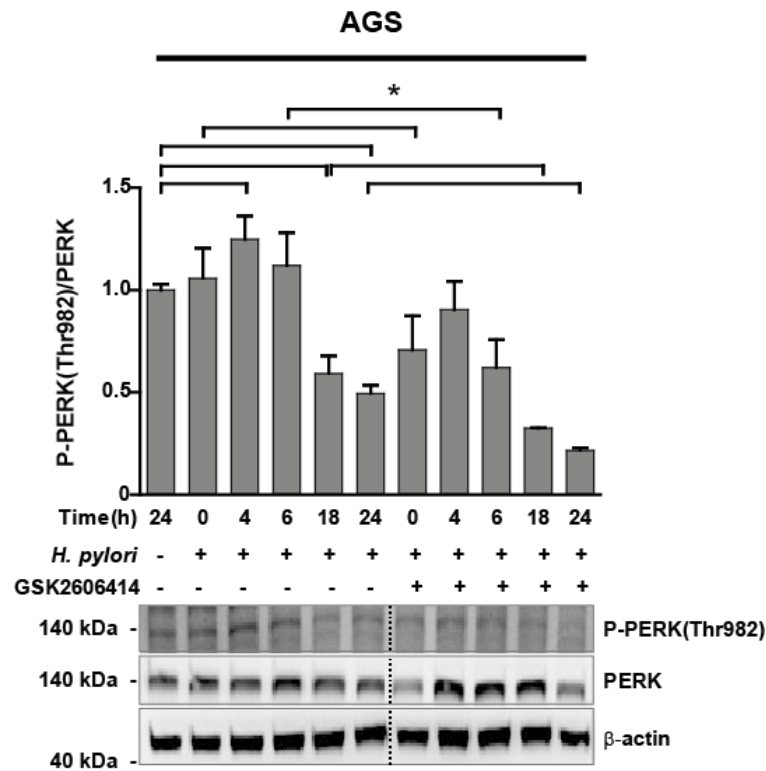 AGS
*
P-PERK(Thr982)/PERK
1.5
1.0
0.5
0
Time(h) 24 0 4 6 18 24 0 4 6 18 24
H. pylori - + + + + + + + + + +
GSK2606414 - - - - - - + + + + +
140 kDa - P-PERK(Thr982)
140 kDa - PERK
β-actin
40 kDa -